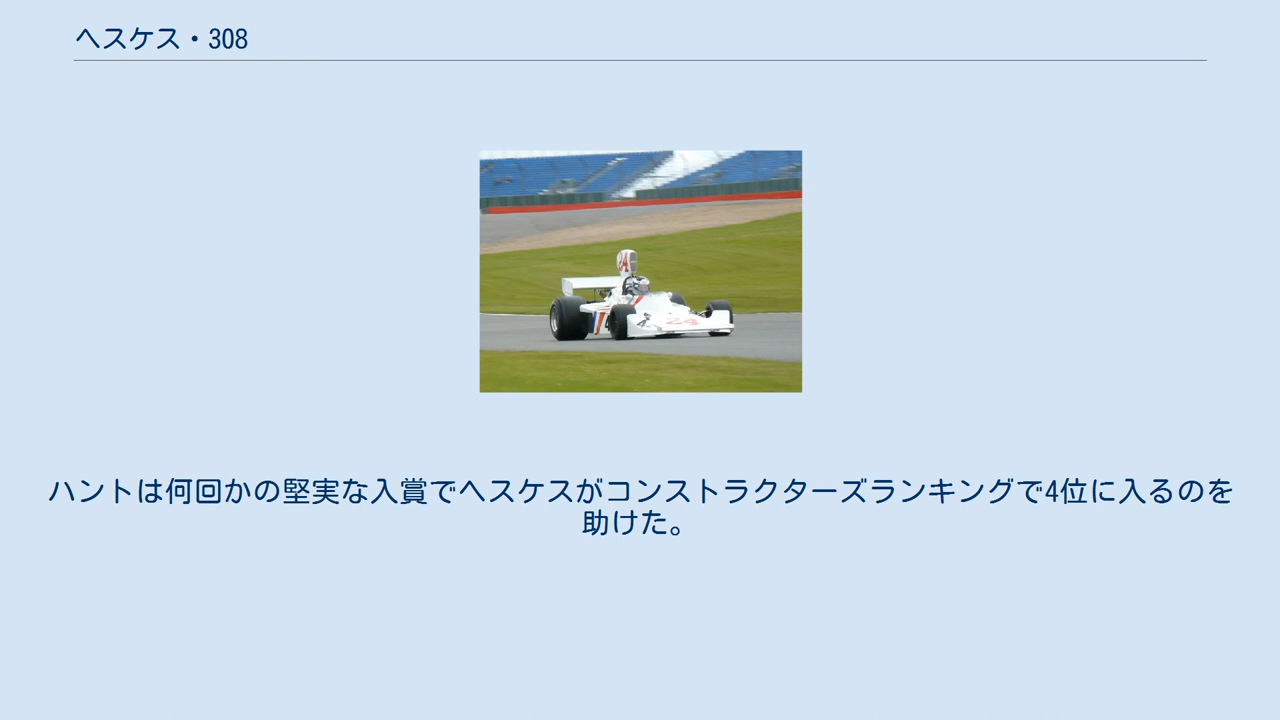 ヘスケス・308
24
24
ハントは何回かの堅実な入賞でヘスケスがコンストラクターズランキングで4位に入るのを
助けた。